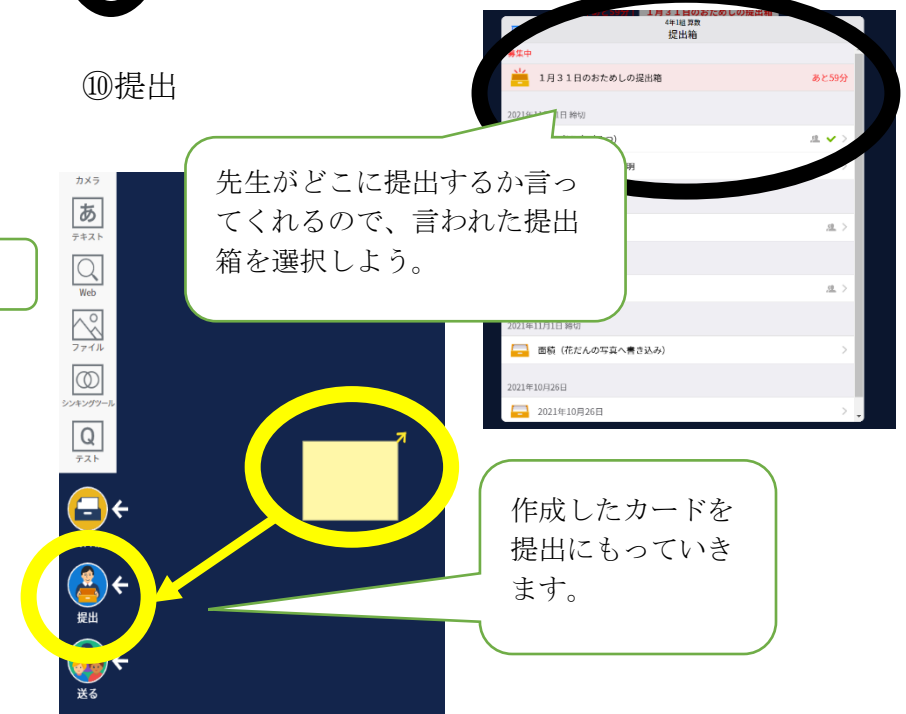 ⑩提出
1月31日のおためしの提出箱
4年1組 算数
提出箱
募集中
1月31日のおためしの提出箱
あと59分
締切
先生がどこに提出するか言っ
てくれるので、言われた提出
箱を選択しよう。
2021年11月1日 締切
面積（花だんの写真へ書き込み）
2021年10月26日
2021年10月26日
カメラ
テキスト
Web
ファイル
シンキングツール
テスト
提出
送る
作成したカードを
提出にもっていき
ます。